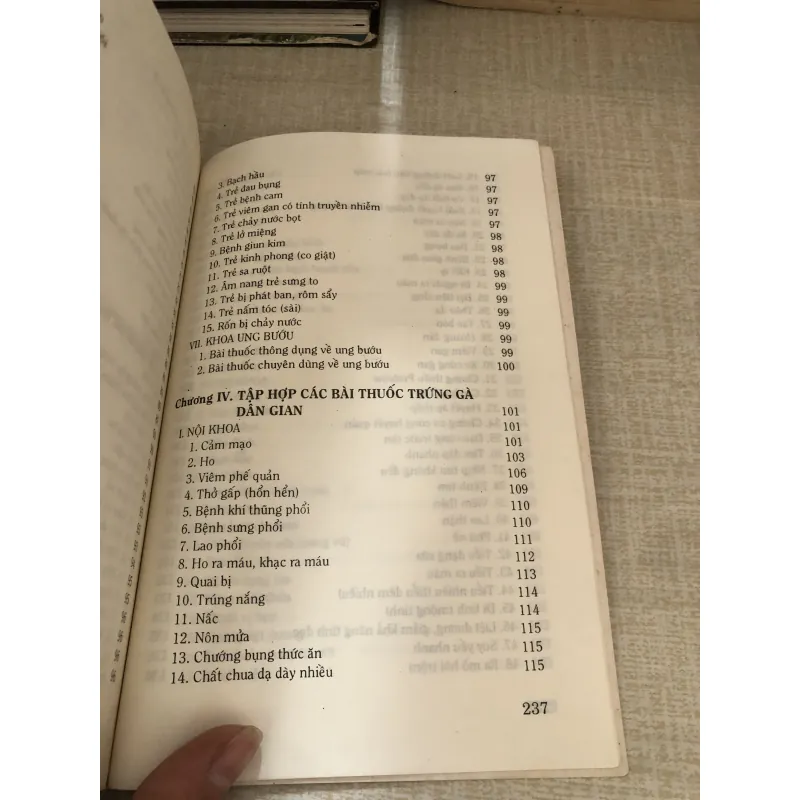 3. Bạch hầu 97
4. Trẻ đau bụng 97
5. Trẻ bệnh cam 97
6. Trẻ viêm gan có tính truyền nhiễm 97
7. Trẻ chảy nước bọt 97
8. Trẻ lở miệng 98
9. Bệnh giun kim 98
10. Trẻ kinh phong (co giật) 98
11. Trẻ sa ruột 98
12. Âm nang trẻ sưng to 99
13. Trẻ bị phát ban, rôm sẩy 99
14. Trẻ nấm tóc (sài) 99
15. Rốn bị chảy nước 99
VII. KHOA UNG BƯỚU 99
1. Bài thuốc thông dụng về ung bướu 99
2. Bài thuốc chuyên dùng về ung bướu 100
Chương IV. TẬP HỢP CÁC BÀI THUỐC TRỨNG GÀ
DÂN GIAN 101
I. NỘI KHOA 101
1. Cảm mạo 101
2. Ho 103
3. Viêm phế quản 106
4. Thở gấp (hổn hển) 109
5. Bệnh khí thũng phổi 110
6. Bệnh sưng phổi 110
7. Lao phổi 111
8. Ho ra máu, khạc ra máu 112
9. Quai bị 113
10. Trúng nắng 114
11. Nấc 114
12. Nôn mửa 115
13. Chướng bụng thức ăn 115
14. Chất chua dạ dày nhiều 115
237